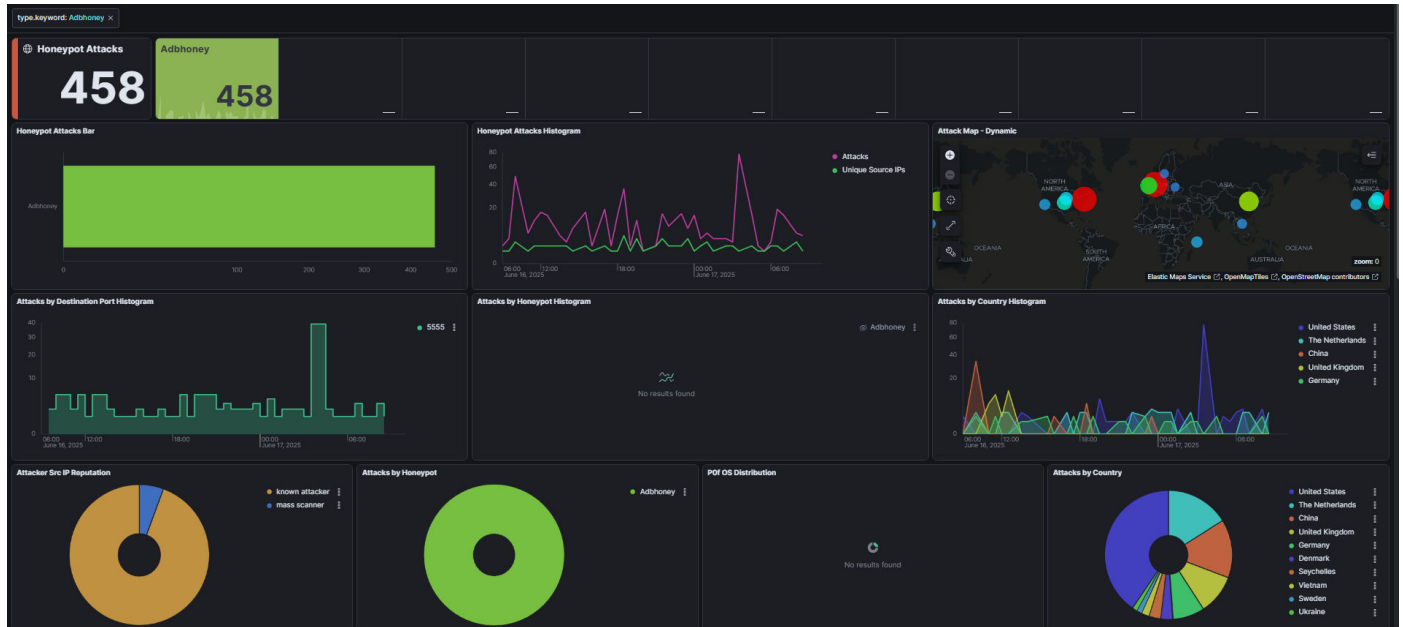 type.keyword: Adbhoney ×
Honeypot Attacks
458
Adbhoney
458
Honeypot Attacks Bar
Adbhoney
0 100 200 300 400 500
Honeypot Attacks Histogram
80
60
40
20
0
06:00 12:00 18:00 00:00 06:00
June 16, 2025 June 17, 2025
Attacks
Unique Source IPs
Attack Map - Dynamic
NORTH
AMERICA
ASIA
NORTH
AMERICA
AFRICA
OCEANIA
SOUTH
AMERICA
OCEANIA
AUSTRALIA
zoom: 0
Elastic Maps Service, OpenMapTiles, OpenStreetMap contributors
Attacks by Destination Port Histogram
40
30
20
10
0
06:00 12:00 18:00 00:00 06:00
June 16, 2025 June 17, 2025
5555
Attacks by Honeypot Histogram
Adbhoney
No results found
Attacks by Country Histogram
80
60
40
20
0
06:00 12:00 18:00 00:00 06:00
June 16, 2025 June 17, 2025
United States
The Netherlands
China
United Kingdom
Germany
Attacker Src IP Reputation
known attacker
mass scanner
Attacks by Honeypot
Adbhoney
P0f OS Distribution
No results found
Attacks by Country
United States
The Netherlands
China
United Kingdom
Germany
Denmark
Seychelles
Vietnam
Sweden
Ukraine